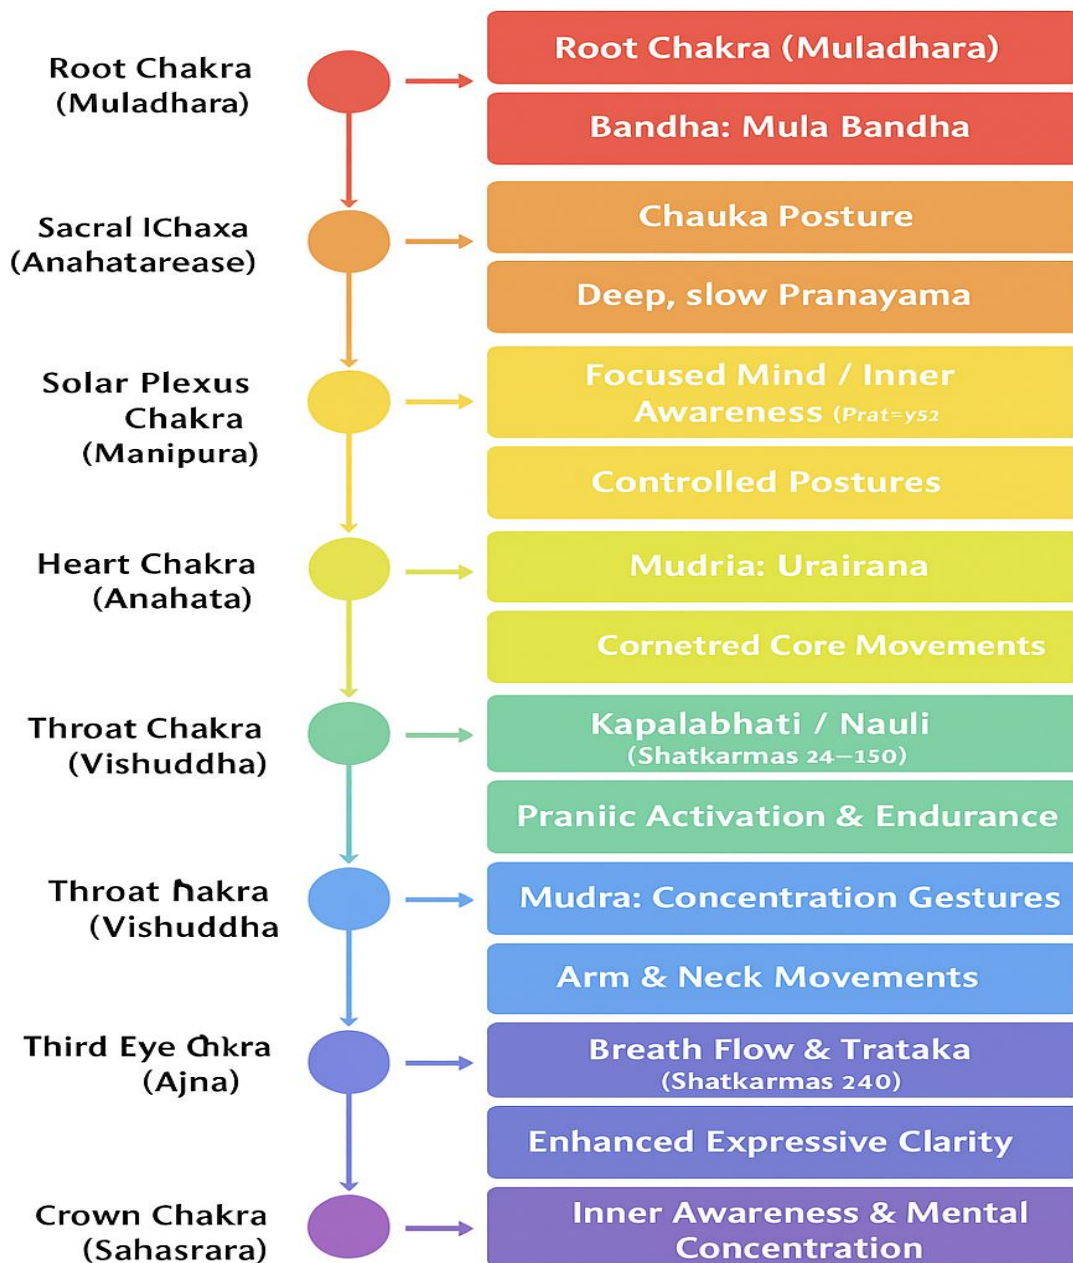 Root Chakra
(Muladhara)
Root Chakra (Muladhara)
Bandha: Mula Bandha
Sacral IChaxa
(Anahatarease)
Chauka Posture
Deep, slow Pranayama
Solar Plexus
Chakra
(Manipura)
Focused Mind / Inner
Awareness (Prat=y52
Controlled Postures
Heart Chakra
(Anahata)
Mudria: Urairana
Cornetred Core Movements
Throat Chakra
(Vishuddha)
Kapalabhati / Nauli
(Shatkarmas 24–150)
Praniic Activation & Endurance
Throat
(Vishuddha
Mudra: Concentration Gestures
Arm & Neck Movements
Third Eye
(Ajna)
Breath Flow & Trataka
(Shatkarmas 240)
Enhanced Expressive Clarity
Crown Chakra
(Sahasrara)
Inner Awareness & Mental
Concentration